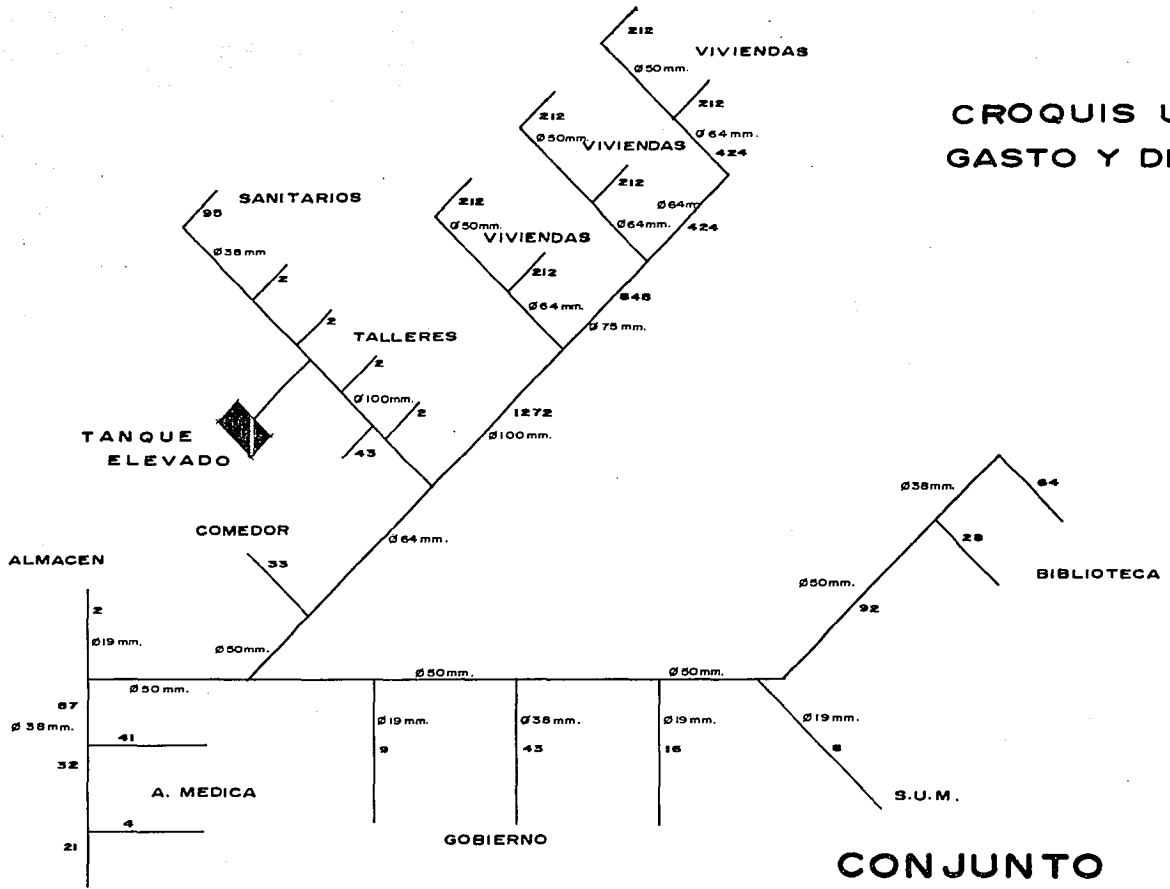 212
VIVIENDAS
Ø50mm.
212
Ø64mm.
424
CROQUIS U
GASTO Y DI
212
Ø50mm.
VIVIENDAS
212
Ø64mm.
Ø64m
424
95
SANITARIOS
Ø38mm
2
2
TALLERES
2
Ø100mm.
2
43
212
Ø50mm.
VIVIENDAS
212
Ø64mm.
848
Ø75mm.
1272
Ø100mm.
TANQUE
ELEVADO
COMEDOR
33
Ø64mm.
Ø50mm.
ALMACEN
2
Ø19mm.
Ø50mm.
67
Ø38mm.
41
32
A. MEDICA
4
21
Ø50mm.
Ø50mm.
Ø19mm.
9
Ø38mm.
43
Ø19mm.
16
GOBIERNO
Ø19mm.
S.U.M.
Ø38mm.
64
28
BIBLIOTECA
Ø50mm.
92
CONJUNTO